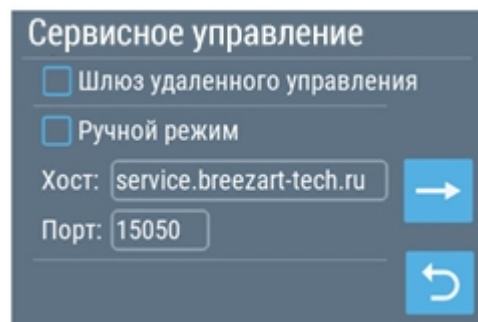 Сервисное управление
Шлюз удаленного управления
Ручной режим
Хост: service.breezart-tech.ru
Порт: 15050